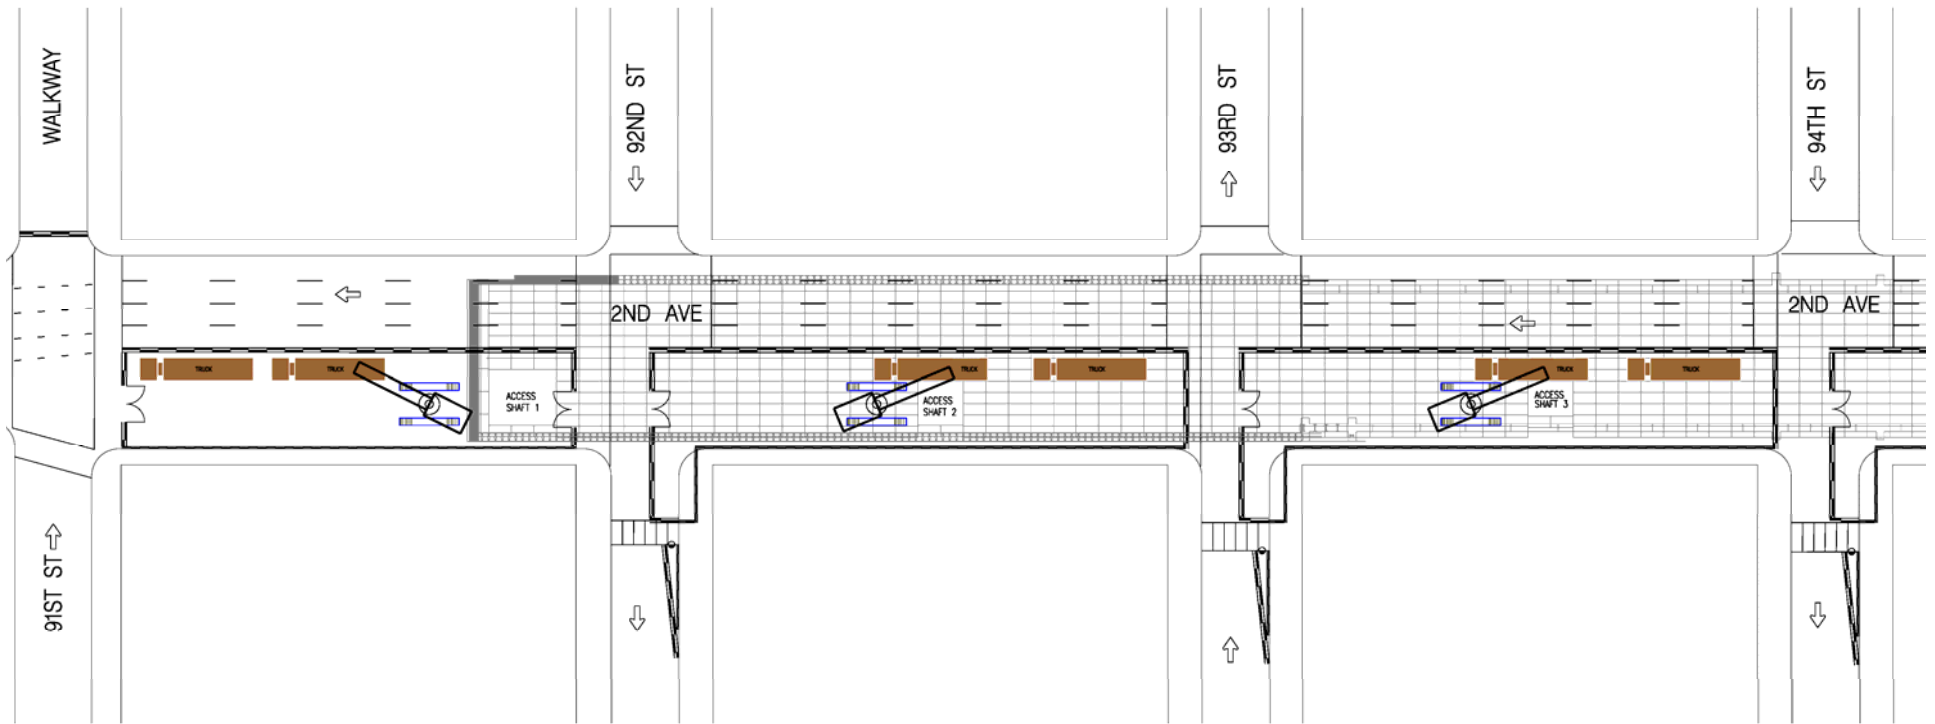 WALKWAY
92ND ST
93RD ST
94TH ST
2ND AVE
2ND AVE
TRUCK
TRUCK
TRUCK
TRUCK
TRUCK
TRUCK
ACCESS
SHAFT 1
ACCESS
SHAFT 2
ACCESS
SHAFT 3
91ST ST